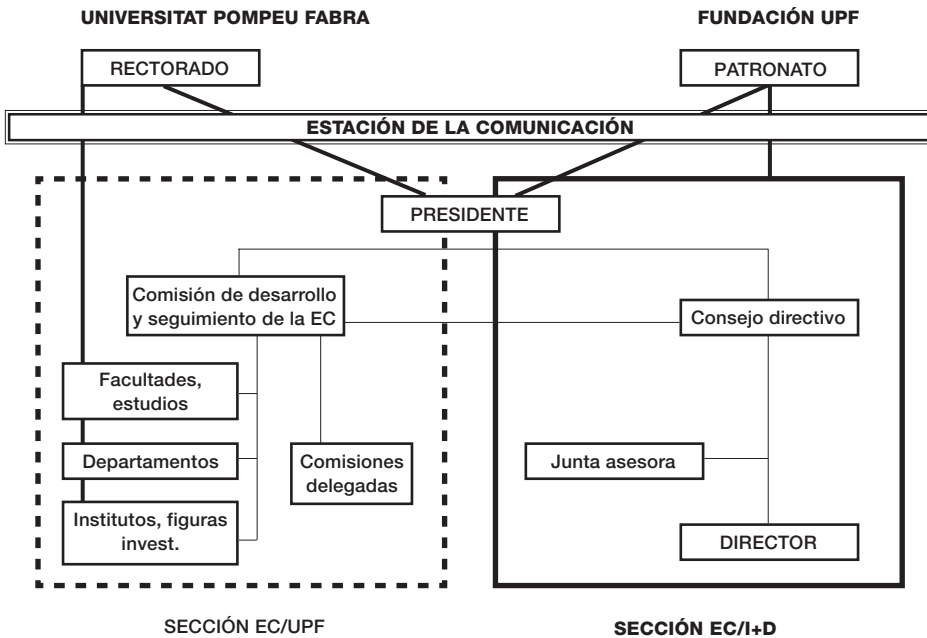 UNIVERSITAT POMPEU FABRA
FUNDACIÓN UPF
RECTORADO
PATRONATO
ESTACIÓN DE LA COMUNICACIÓN
PRESIDENTE
Comisión de desarrollo
y seguimiento de la EC
Consejo directivo
Facultades,
estudios
Departamentos
Comisiones
delegadas
Junta asesora
Institutos, figuras
invest.
DIRECTOR
SECCIÓN EC/UPF
SECCIÓN EC/I+D